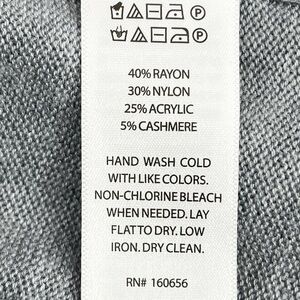 40% RAYON
30% NYLON
25% ACRYLIC
5% CASHMERE
HAND WASH COLD
WITH LIKE COLORS.
NON-CHLORINE BLEACH
WHEN NEEDED. LAY
FLAT TO DRY. LOW
IRON. DRY CLEAN.
RN# 160656